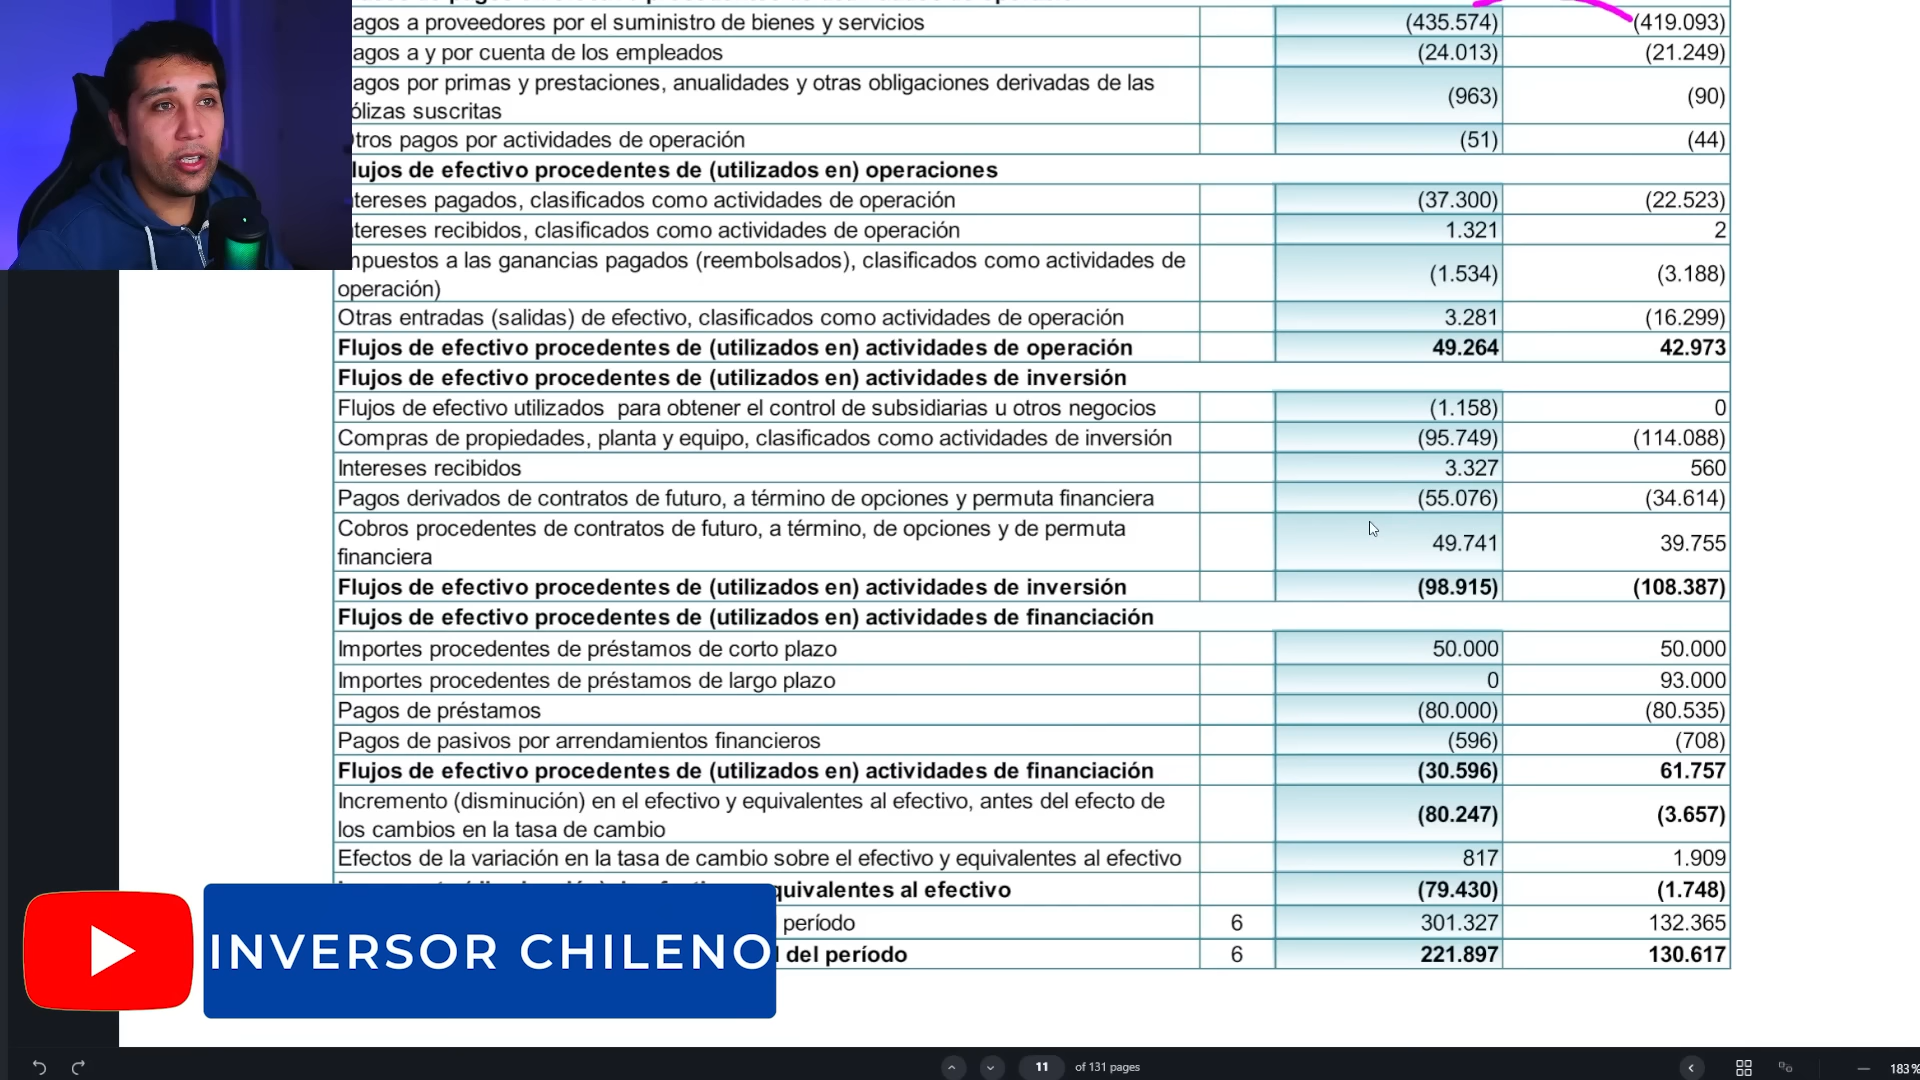 agos a proveedores por el suministro de bienes y servicios (435.574) (419.093)
agos a y por cuenta de los empleados (24.013) (21.249)
agos por primas y prestaciones, anualidades y otras obligaciones derivadas de las
ólizas suscritas (963) (90)
tros pagos por actividades de operación (51) (44)
lujos de efectivo procedentes de (utilizados en) operaciones
tereses pagados, clasificados como actividades de operación (37.300) (22.523)
tereses recibidos, clasificados como actividades de operación 1.321 2
mpuestos a las ganancias pagados (reembolsados), clasificados como actividades de
operación) (1.534) (3.188)
Otras entradas (salidas) de efectivo, clasificados como actividades de operación 3.281 (16.299)
Flujos de efectivo procedentes de (utilizados en) actividades de operación 49.264 42.973
Flujos de efectivo procedentes de (utilizados en) actividades de inversión
Flujos de efectivo utilizados para obtener el control de subsidiarias u otros negocios (1.158) 0
Compras de propiedades, planta y equipo, clasificados como actividades de inversión (95.749) (114.088)
Intereses recibidos 3.327 560
Pagos derivados de contratos de futuro, a término de opciones y permuta financiera (55.076) (34.614)
Cobros procedentes de contratos de futuro, a término, de opciones y de permuta
financiera 49.741 39.755
Flujos de efectivo procedentes de (utilizados en) actividades de inversión (98.915) (108.387)
Flujos de efectivo procedentes de (utilizados en) actividades de financiación
Importes procedentes de préstamos de corto plazo 50.000 50.000
Importes procedentes de préstamos de largo plazo 0 93.000
Pagos de préstamos (80.000) (80.535)
Pagos de pasivos por arrendamientos financieros (596) (708)
Flujos de efectivo procedentes de (utilizados en) actividades de financiación (30.596) 61.757
Incremento (disminución) en el efectivo y equivalentes al efectivo, antes del efecto de
los cambios en la tasa de cambio (80.247) (3.657)
Efectos de la variación en la tasa de cambio sobre el efectivo y equivalentes al efectivo 817 1.909
quivalentes al efectivo (79.430) (1.748)
período 6 301.327 132.365
del período 6 221.897 130.617
INVERSOR CHILENO
11 of 131 pages
183%